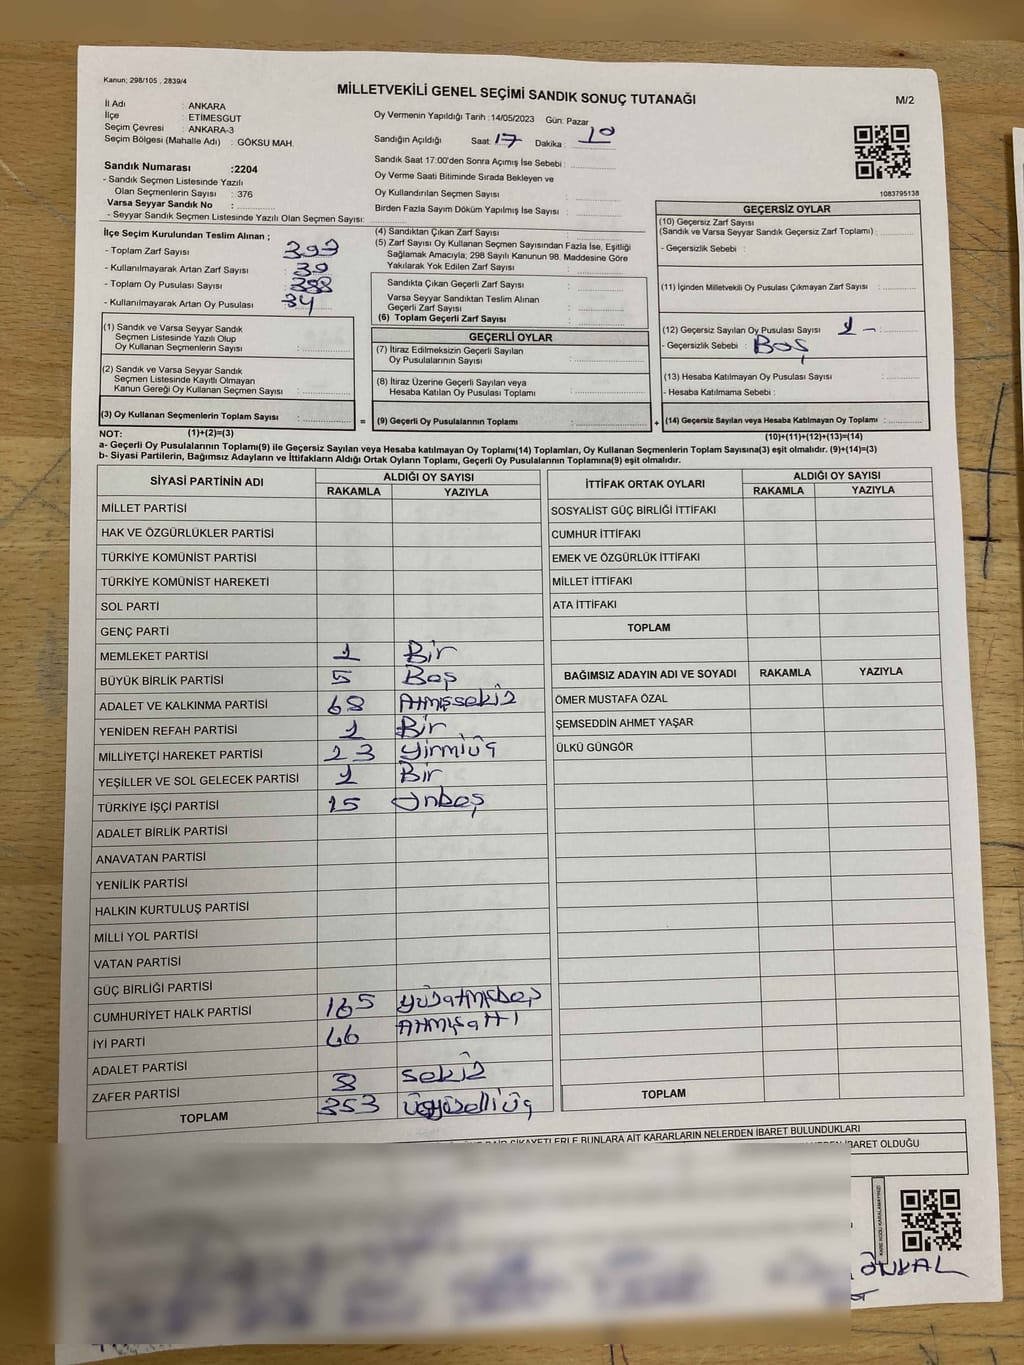 Kanun; 298/105 , 2839/4
MİLLETVEKİLİ GENEL SEÇİMİ SANDIK SONUÇ TUTANAĞI
M/2
İl Adı : ANKARA
İlçe : ETİMESGUT
Seçim Çevresi : ANKARA-3
Seçim Bölgesi (Mahalle Adı) : GÖKSU MAH.
Oy Vermenin Yapıldığı Tarih :14/05/2023 Gün: Pazar
Sandığın Açıldığı Saat: 17 Dakika : 10
Sandık Saat 17:00'den Sonra Açılmış İse Sebebi :
Oy Verme Saati Bitiminde Sırada Bekleyen ve
Oy Kullandırılan Seçmen Sayısı :
Birden Fazla Sayım Döküm Yapılmış İse Sayısı :
1083795138
Sandık Numarası :2204
- Sandık Seçmen Listesinde Yazılı
Olan Seçmenlerin Sayısı : 376
Varsa Seyyar Sandık No :
- Seyyar Sandık Seçmen Listesinde Yazılı Olan Seçmen Sayısı:
İlçe Seçim Kurulundan Teslim Alınan ;
- Toplam Zarf Sayısı :
- Kullanılmayarak Artan Zarf Sayısı :
- Toplam Oy Pusulası Sayısı :
- Kullanılmayarak Artan Oy Pusulası : 34
(1) Sandık ve Varsa Seyyar Sandık
Seçmen Listesinde Yazılı Olup
Oy Kullanan Seçmenlerin Sayısı :
(2) Sandık ve Varsa Seyyar Sandık
Seçmen Listesinde Kayıtlı Olmayan
Kanun Gereği Oy Kullanan Seçmen Sayısı :
(3) Oy Kullanan Seçmenlerin Toplam Sayısı :
(4) Sandıktan Çıkan Zarf Sayısı :
(5) Zarf Sayısı Oy Kullanan Seçmen Sayısından Fazla İse, Eşitliği
Sağlamak Amacıyla; 298 Sayılı Kanunun 98. Maddesine Göre
Yakılarak Yok Edilen Zarf Sayısı :
Sandıkta Çıkan Geçerli Zarf Sayısı :
Varsa Seyyar Sandıktan Teslim Alınan
Geçerli Zarf Sayısı :
(6) Toplam Geçerli Zarf Sayısı :
GEÇERLİ OYLAR
(7) İtiraz Edilmeksizin Geçerli Sayılan
Oy Pusulalarının Sayısı :
(8) İtiraz Üzerine Geçerli Sayılan veya
Hesaba Katılan Oy Pusulaları Toplamı :
= (9) Geçerli Oy Pusulalarının Toplamı :
GEÇERSİZ OYLAR
(10) Geçersiz Zarf Sayısı
(Sandık ve Varsa Seyyar Sandık Geçersiz Zarf Toplamı) :
- Geçersizlik Sebebi :
(11) İçinden Milletvekili Oy Pusulası Çıkmayan Zarf Sayısı :
(12) Geçersiz Sayılan Oy Pusulası Sayısı : 1 -
- Geçersizlik Sebebi : Boş
(13) Hesaba Katılmayan Oy Pusulası Sayısı :
- Hesaba Katılmama Sebebi :
+ (14) Geçersiz Sayılan veya Hesaba Katılmayan Oy Toplamı :
NOT: (1)+(2)=(3)
(10)+(11)+(12)+(13)=(14)
a- Geçerli Oy Pusulalarının Toplamı(9) ile Geçersiz Sayılan veya Hesaba katılmayan Oy Toplamı(14) Toplamları, Oy Kullanan Seçmenlerin Toplam Sayısına(3) eşit olmalıdır. (9)+(14)=(3)
b- Siyasi Partilerin, Bağımsız Adayların ve İttifakların Aldığı Oyların Toplamı, Geçerli Oy Pusulalarının Toplamına(9) eşit olmalıdır.
SİYASİ PARTİNİN ADI ALDIĞI OY SAYISI
RAKAMLA YAZIYLA
MİLLET PARTİSİ
HAK VE ÖZGÜRLÜKLER PARTİSİ
TÜRKİYE KOMÜNİST PARTİSİ
TÜRKİYE KOMÜNİST HAREKETİ
SOL PARTİ
GENÇ PARTİ
MEMLEKET PARTİSİ 1 Bir
BÜYÜK BİRLİK PARTİSİ 5 Beş
ADALET VE KALKINMA PARTİSİ 68 Atmışsekiz
YENİDEN REFAH PARTİSİ 1 Bir
MİLLİYETÇİ HAREKET PARTİSİ 23 yirmiüç
YEŞİLLER VE SOL GELECEK PARTİSİ 1 Bir
TÜRKİYE İŞÇİ PARTİSİ 15 onbeş
ADALET BİRLİK PARTİSİ
ANAVATAN PARTİSİ
YENİLİK PARTİSİ
HALKIN KURTULUŞ PARTİSİ
MİLLİ YOL PARTİSİ
VATAN PARTİSİ
GÜÇ BİRLİĞİ PARTİSİ
CUMHURİYET HALK PARTİSİ 165 yüzatmışbeş
İYİ PARTİ 66 Atmışaltı
ADALET PARTİSİ
ZAFER PARTİSİ 8 sekiz
TOPLAM 353 üçyüzelliüç
İTTİFAK ORTAK OYLARI ALDIĞI OY SAYISI
RAKAMLA YAZIYLA
SOSYALİST GÜÇ BİRLİĞİ İTTİFAKI
CUMHUR İTTİFAKI
EMEK VE ÖZGÜRLÜK İTTİFAKI
MİLLET İTTİFAKI
ATA İTTİFAKI
TOPLAM
BAĞIMSIZ ADAYIN ADI VE SOYADI RAKAMLA YAZIYLA
ÖMER MUSTAFA ÖZAL
ŞEMSEDDİN AHMET YAŞAR
ÜLKÜ GÜNGÖR
TOPLAM
ŞİKAYETLERLE BUNLARA AİT KARARLARIN NELERDEN İBARET BULUNDUKLARI
İBARET OLDUĞU
KARE KODU KARALAMAYINIZ!
ÖNKAL